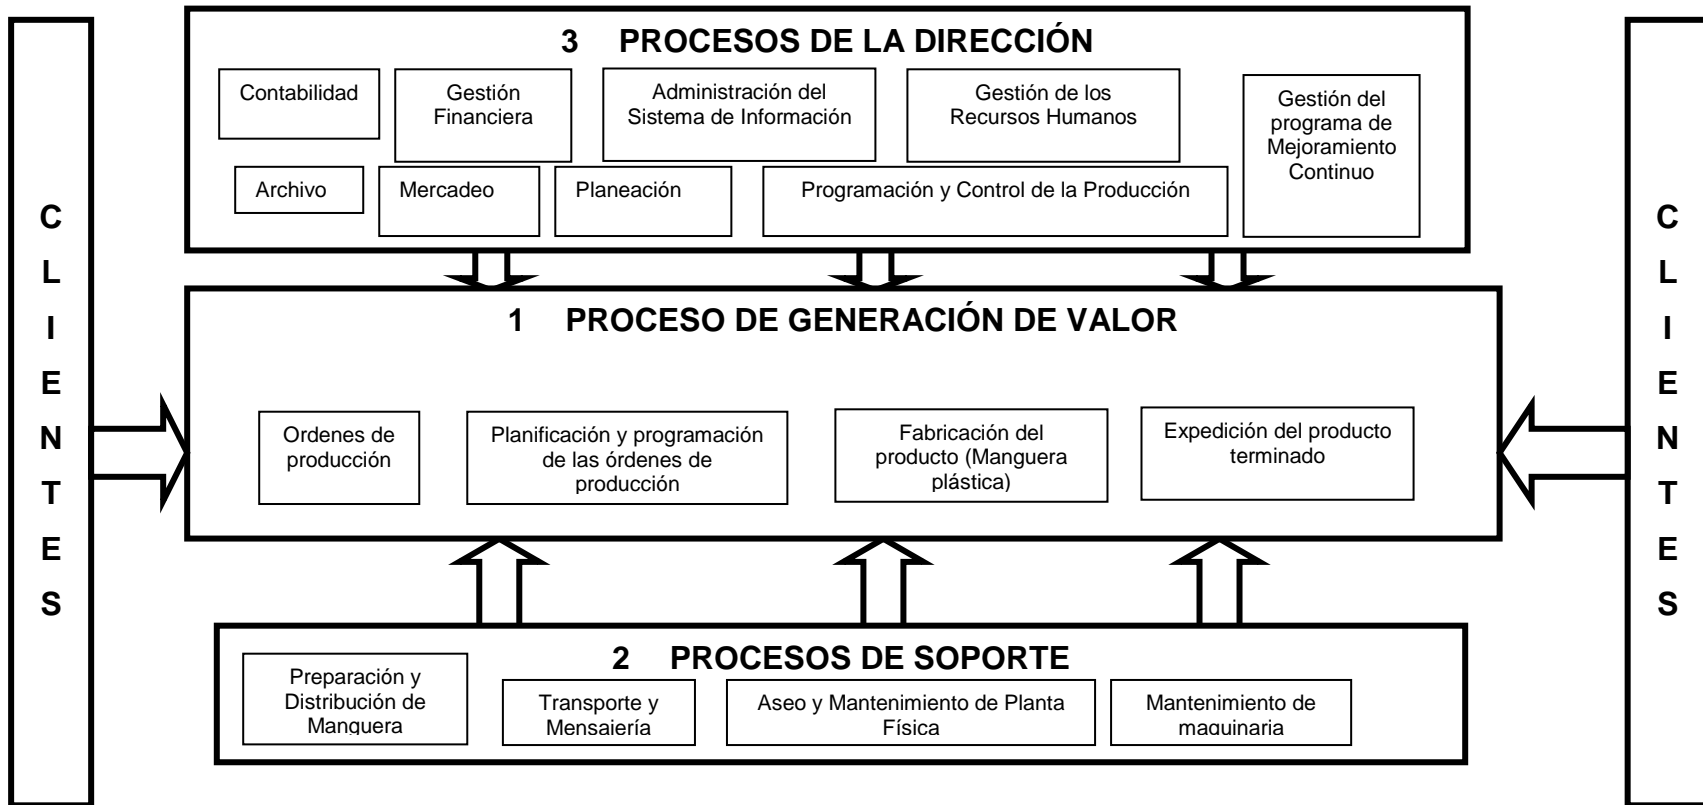 3 PROCESOS DE LA DIRECCIÓN
Contabilidad
Gestión
Financiera
Administración del
Sistema de Información
Gestión de los
Recursos Humanos
Gestión del
programa de
Mejoramiento
Continuo
Archivo
Mercadeo
Planeación
Programación y Control de la Producción
C
L
I
E
N
T
E
S
1 PROCESO DE GENERACIÓN DE VALOR
Ordenes de
producción
Planificación y programación
de las órdenes de
producción
Fabricación del
producto (Manguera
plástica)
Expedición del producto
terminado
C
L
I
E
N
T
E
S
2 PROCESOS DE SOPORTE
Preparación y
Distribución de
Manguera
Transporte y
Mensajería
Aseo y Mantenimiento de Planta
Física
Mantenimiento de
maquinaria